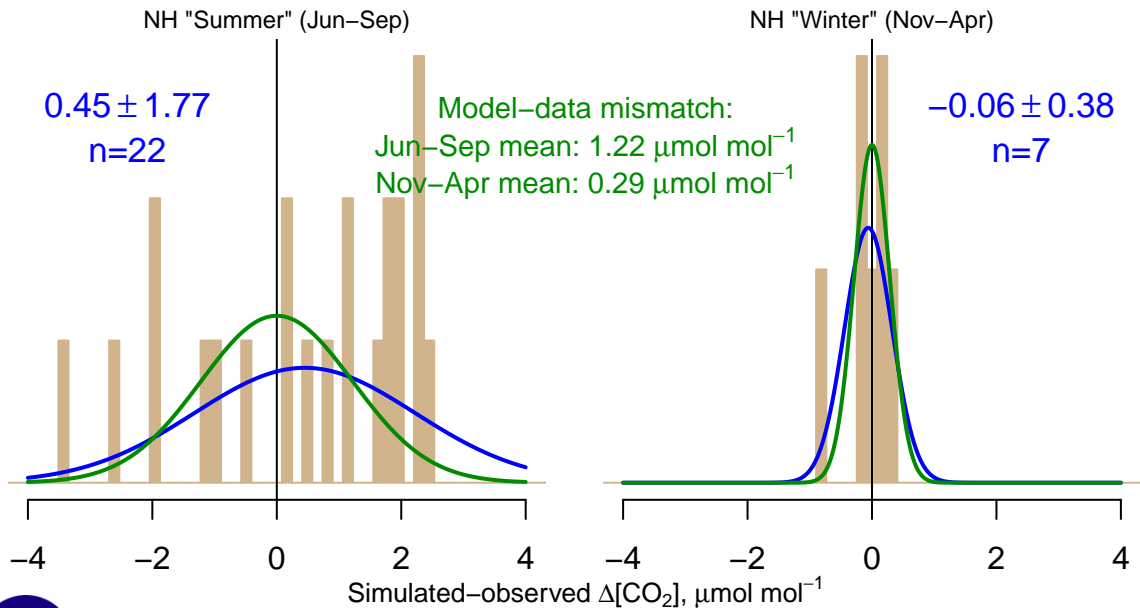 NH "Summer" (Jun−Sep)
0.45 ± 1.77
n=22
Model−data mismatch:
Jun−Sep mean: 1.22 μmol mol⁻¹
Nov−Apr mean: 0.29 μmol mol⁻¹
NH "Winter" (Nov−Apr)
−0.06 ± 0.38
n=7
−4 −2 0 2 4
−4 −2 0 2 4
Simulated−observed Δ[CO₂], μmol mol⁻¹